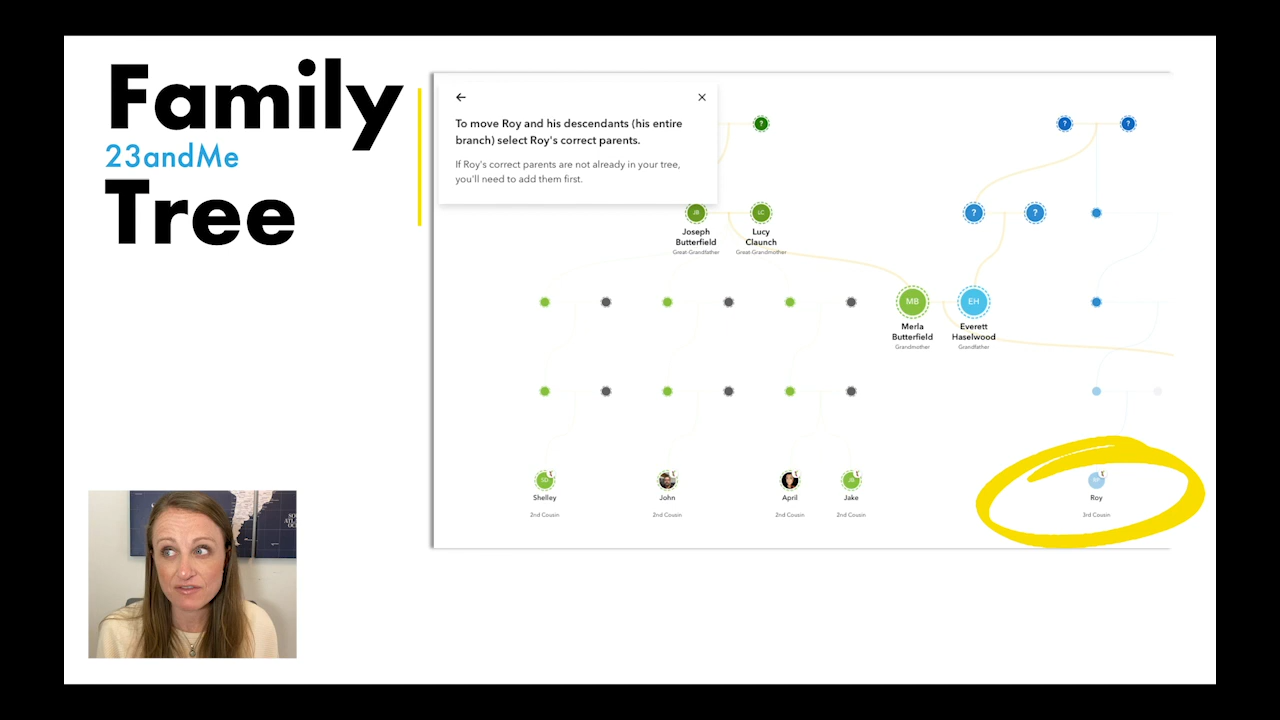 Family
23andMe
Tree
To move Roy and his descendants (his entire
branch) select Roy's correct parents.
If Roy's correct parents are not already in your tree,
you'll need to add them first.
?
?
?
JB
LC
?
?
Joseph
Butterfield
Great Grandfather
Lucy
Claunch
Great Grandmother
MB
EH
Merla
Butterfield
Grandmother
Everett
Haselwood
Grandfather
Shelley
2nd Cousin
John
2nd Cousin
April
2nd Cousin
Jake
2nd Cousin
Roy
3rd Cousin